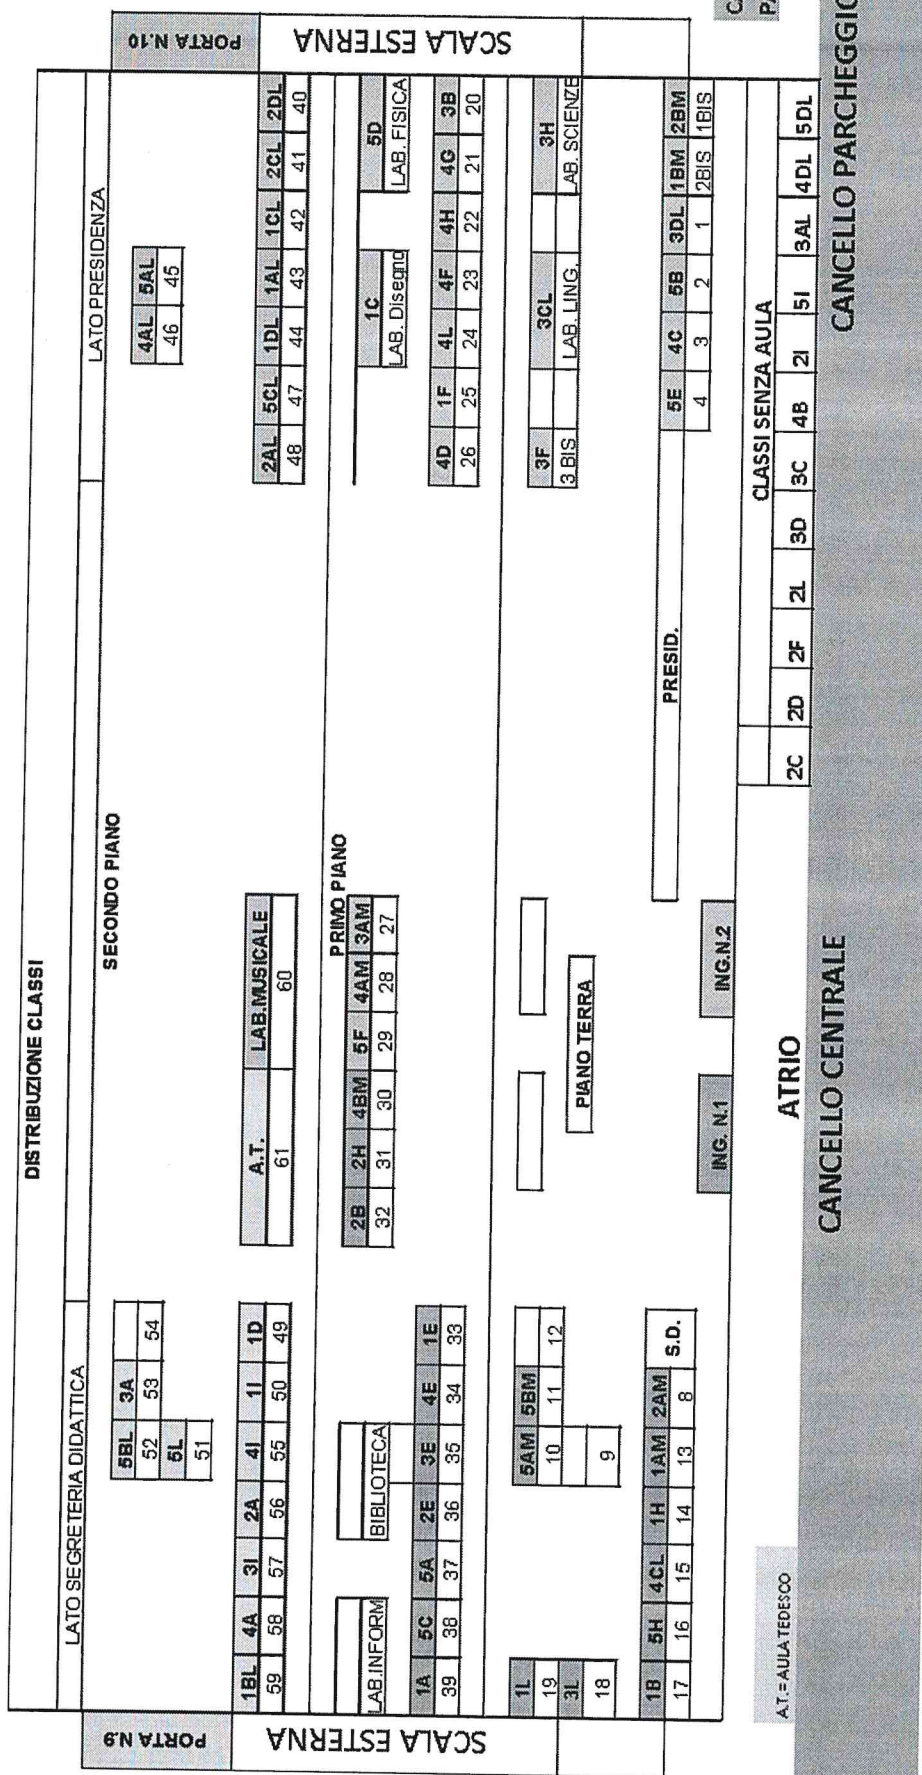 DISTRIBUZIONE CLASSI
LATO SEGRETERIA DIDATTICA
LATO PRESIDENZA
SECONDO PIANO
PORTA N.9
PORTA N.10
5BL 3A
52 53 54
5L
51
4AL 5AL
46 45
1BL 4A 3I 2A 4I 1I 1D
59 58 57 56 55 50 49
A.T. LAB.MUSICALE
61 60
2AL 5CL 1DL 1AL 1CL 2CL 2DL
48 47 44 43 42 41 40
SCALA ESTERNA
SCALA ESTERNA
PRIMO PIANO
LAB.INFORM
BIBLIOTECA
2B 2H 4BM 5F 4AM 3AM
32 31 30 29 28 27
1C
LAB. Disegno
5D
LAB. FISICA
1A 5C 5A 2E 3E 4E 1E
39 38 37 36 35 34 33
4D 1F 4L 4F 4H 4G 3B
26 25 24 23 22 21 20
1L
19
3L
18
5AM 5BM
10 11 12
9
PIANO TERRA
3F
3 BIS
3CL
LAB. LING.
3H
LAB. SCIENZE
1B 5H 4CL 1H 1AM 2AM
17 16 15 14 13 8
S.D.
PRESID.
5E 4C 5B 3DL 1BM 2BM
4 3 2 1 2BIS 1BIS
ING. N.1
ING.N.2
CLASSI SENZA AULA
2C 2D 2F 2L 3D 3C 4B 2I 5I 3AL 4DL 5DL
A.T.=AULA TEDESCO
ATRIO
CANCELLO CENTRALE
CANCELLO PARCHEGGIO